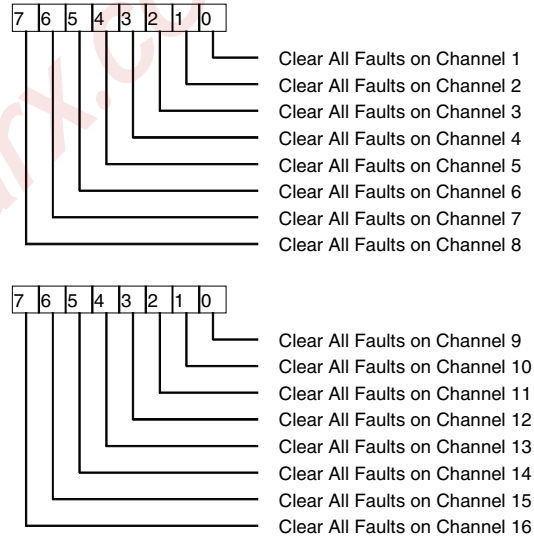 7 6 5 4 3 2 1 0
Clear All Faults on Channel 1
Clear All Faults on Channel 2
Clear All Faults on Channel 3
Clear All Faults on Channel 4
Clear All Faults on Channel 5
Clear All Faults on Channel 6
Clear All Faults on Channel 7
Clear All Faults on Channel 8
7 6 5 4 3 2 1 0
Clear All Faults on Channel 9
Clear All Faults on Channel 10
Clear All Faults on Channel 11
Clear All Faults on Channel 12
Clear All Faults on Channel 13
Clear All Faults on Channel 14
Clear All Faults on Channel 15
Clear All Faults on Channel 16